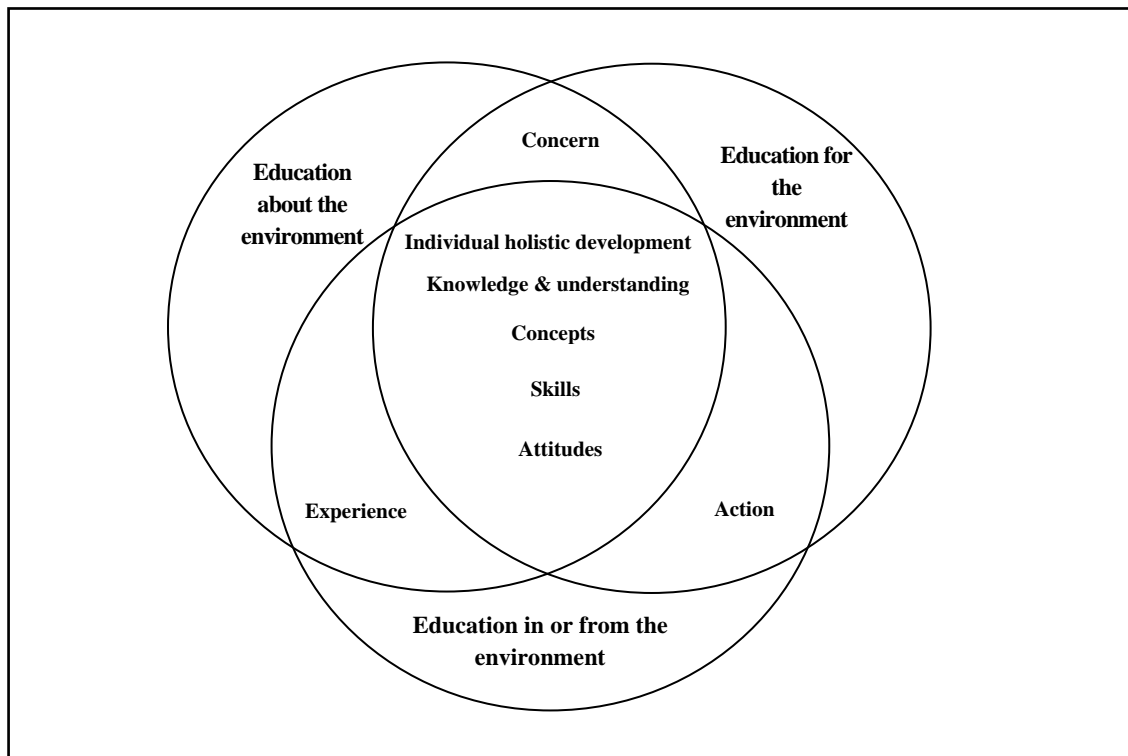 Concern
Education
about the
environment
Education for
the
environment
Individual holistic development
Knowledge & understanding
Concepts
Skills
Attitudes
Experience
Action
Education in or from the
environment